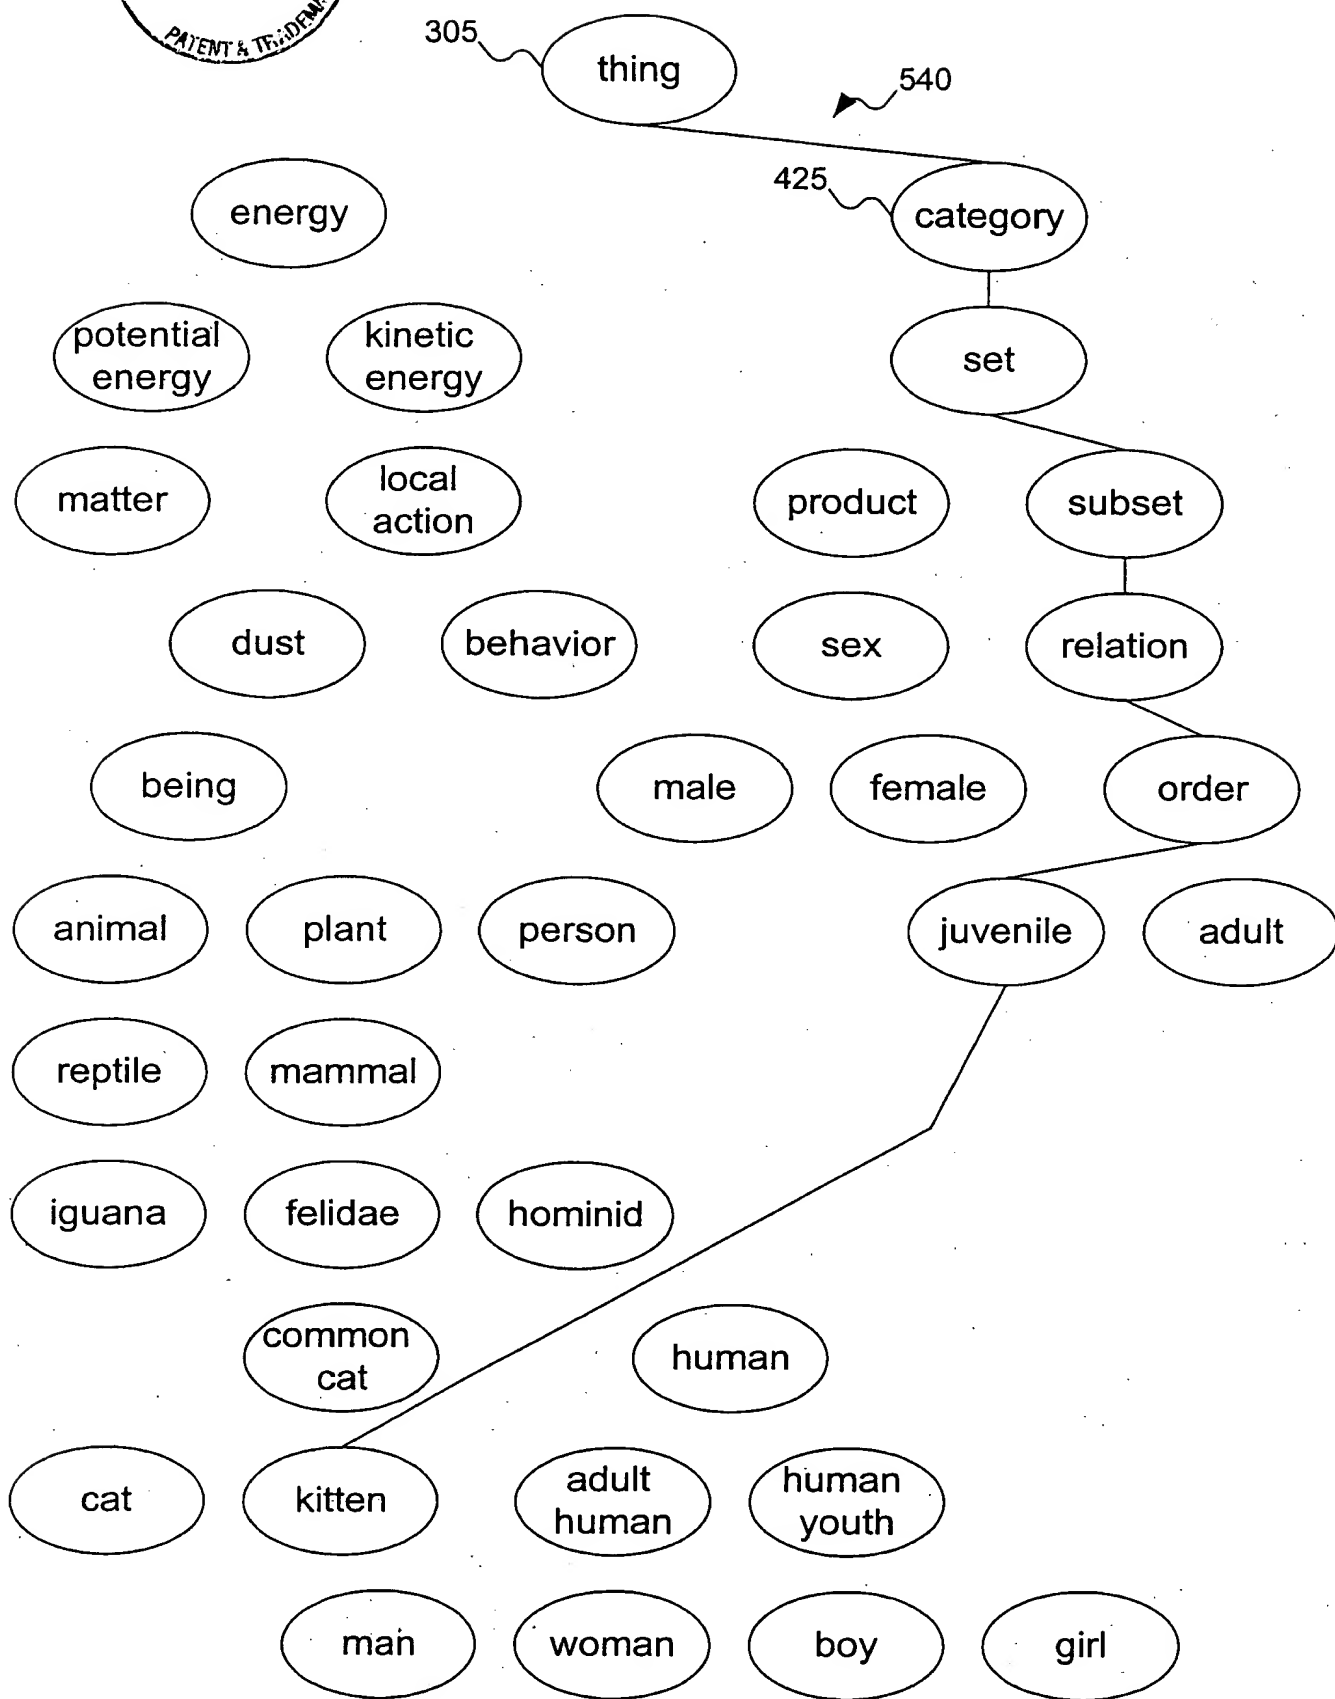 PATENT & TRADEMA
305
thing
540
425
energy
category
potential
energy
kinetic
energy
set
matter
local
action
product
subset
dust
behavior
sex
relation
being
male
female
order
animal
plant
person
juvenile
adult
reptile
mammal
iguana
felidae
hominid
common
cat
human
cat
kitten
adult
human
human
youth
man
woman
boy
girl